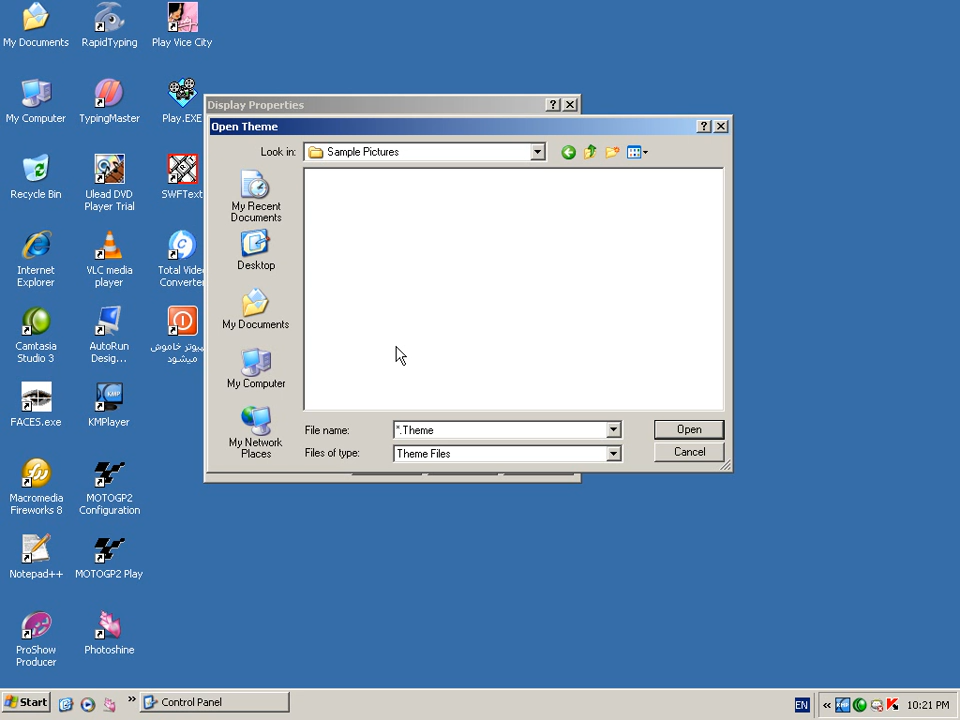 My Documents
RapidTyping
Play Vice City
My Computer
TypingMaster
Play.EXE
Recycle Bin
Ulead DVD
Player Trial
SWFText
Internet
Explorer
VLC media
player
Total Vide
Converter
Camtasia
Studio 3
AutoRun
Desig...
خاموش
میشود
FACES.exe
KMPlayer
Macromedia
Fireworks 8
MOTOGP2
Configuration
Notepad++
MOTOGP2 Play
ProShow
Producer
Photoshine
Display Properties
Open Theme
Look in:
Sample Pictures
My Recent
Documents
Desktop
My Documents
My Computer
My Network
Places
File name:
*.Theme
Open
Files of type:
Theme Files
Cancel
Start
Control Panel
EN
10:21 PM